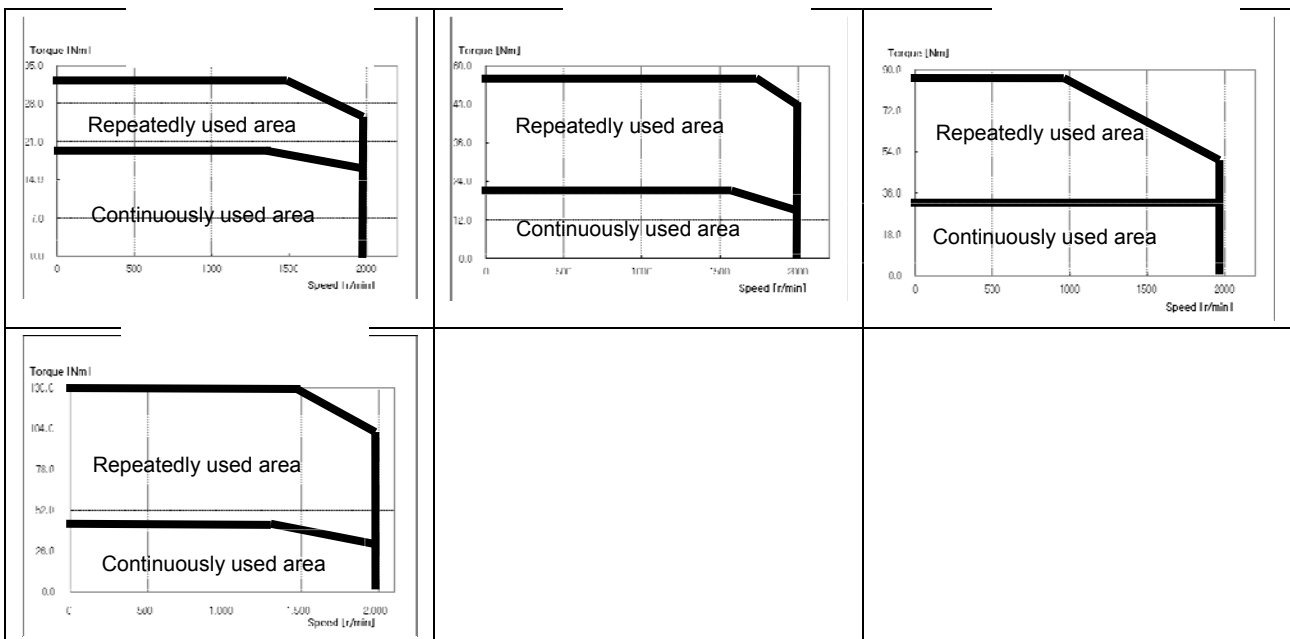 Torque [Nm]
35.0
28.0
Repeatedly used area
21.0
14.0
Continuously used area
7.0
0.0
0 500 1000 1500 2000
Speed [r/min]
Torque [Nm]
60.0
48.0
Repeatedly used area
36.0
24.0
Continuously used area
12.0
0.0
0 500 1000 1500 2000
Speed [r/min]
Torque [Nm]
90.0
72.0
Repeatedly used area
54.0
36.0
Continuously used area
18.0
0.0
0 500 1000 1500 2000
Speed [r/min]
Torque [Nm]
130.0
104.0
Repeatedly used area
78.0
52.0
26.0
Continuously used area
0.0
0 500 1.000 1.500 2.000
Speed [r/min]